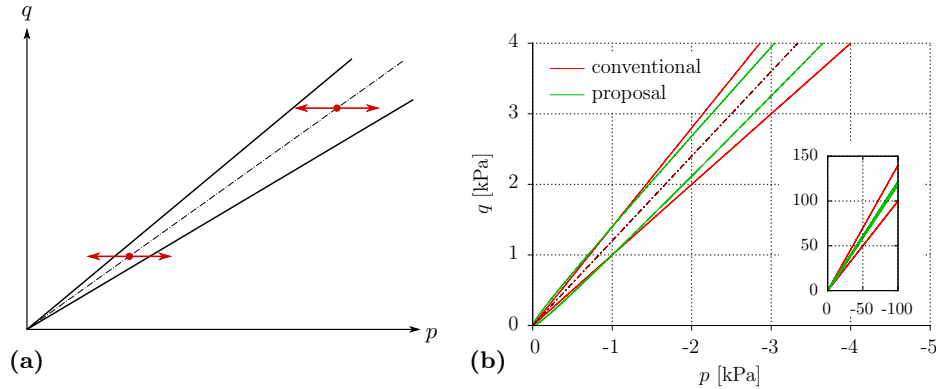 q
p
(a)
q [kPa]
4
3
2
1
0
conventional
proposal
150
100
50
0
0 -50 -100
0 -1 -2 -3 -4 -5
p [kPa]
(b)